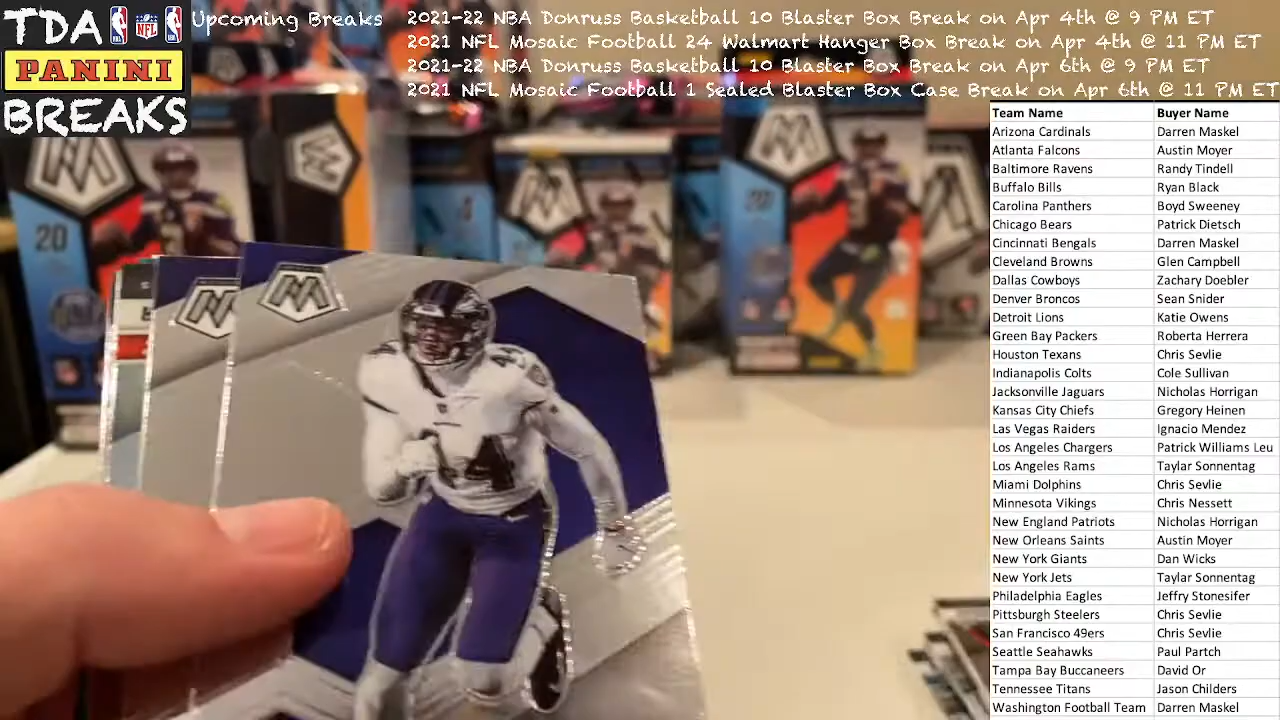 TDA
PANINI
BREAKS
Upcoming Breaks
2021-22 NBA Donruss Basketball 10 Blaster Box Break on Apr 4th @ 9 PM ET
2021 NFL Mosaic Football 24 Walmart Hanger Box Break on Apr 4th @ 11 PM ET
2021-22 NBA Donruss Basketball 10 Blaster Box Break on Apr 6th @ 9 PM ET
2021 NFL Mosaic Football 1 Sealed Blaster Box Case Break on Apr 6th @ 11 PM ET
Team Name Buyer Name
Arizona Cardinals Darren Maskel
Atlanta Falcons Austin Moyer
Baltimore Ravens Randy Tindell
Buffalo Bills Ryan Black
Carolina Panthers Boyd Sweeney
Chicago Bears Patrick Dietsch
Cincinnati Bengals Darren Maskel
Cleveland Browns Glen Campbell
Dallas Cowboys Zachary Doebler
Denver Broncos Sean Snider
Detroit Lions Katie Owens
Green Bay Packers Roberta Herrera
Houston Texans Chris Sevlie
Indianapolis Colts Cole Sullivan
Jacksonville Jaguars Nicholas Horrigan
Kansas City Chiefs Gregory Heinen
Las Vegas Raiders Ignacio Mendez
Los Angeles Chargers Patrick Williams Leu
Los Angeles Rams Taylar Sonnentag
Miami Dolphins Chris Sevlie
Minnesota Vikings Chris Nessett
New England Patriots Nicholas Horrigan
New Orleans Saints Austin Moyer
New York Giants Dan Wicks
New York Jets Taylar Sonnentag
Philadelphia Eagles Jeffry Stonesifer
Pittsburgh Steelers Chris Sevlie
San Francisco 49ers Chris Sevlie
Seattle Seahawks Paul Partch
Tampa Bay Buccaneers David Or
Tennessee Titans Jason Childers
Washington Football Team Darren Maskel
20